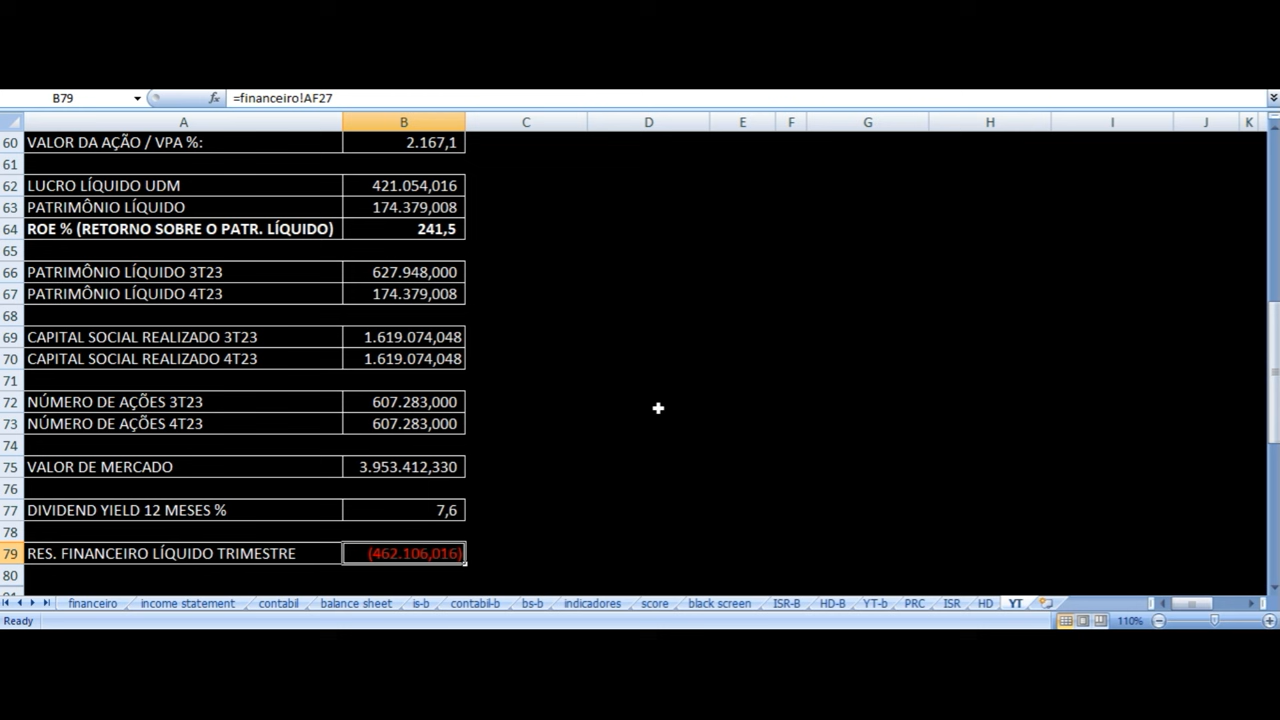 B79 fx =financeiro!AF27
A B C D E F G H I J K
60 VALOR DA AÇÃO / VPA %: 2.167,1
61
62 LUCRO LÍQUIDO UDM 421.054,016
63 PATRIMÔNIO LÍQUIDO 174.379,008
64 ROE % (RETORNO SOBRE O PATR. LÍQUIDO) 241,5
65
66 PATRIMÔNIO LÍQUIDO 3T23 627.948,000
67 PATRIMÔNIO LÍQUIDO 4T23 174.379,008
68
69 CAPITAL SOCIAL REALIZADO 3T23 1.619.074,048
70 CAPITAL SOCIAL REALIZADO 4T23 1.619.074,048
71
72 NÚMERO DE AÇÕES 3T23 607.283,000
73 NÚMERO DE AÇÕES 4T23 607.283,000
74
75 VALOR DE MERCADO 3.953.412,330
76
77 DIVIDEND YIELD 12 MESES % 7,6
78
79 RES. FINANCEIRO LÍQUIDO TRIMESTRE (462.106,016)
80
financeiro income statement contabil balance sheet is-b contabil-b bs-b indicadores score black screen ISR-B HD-B YT-b PRC ISR HD YT
Ready 110%